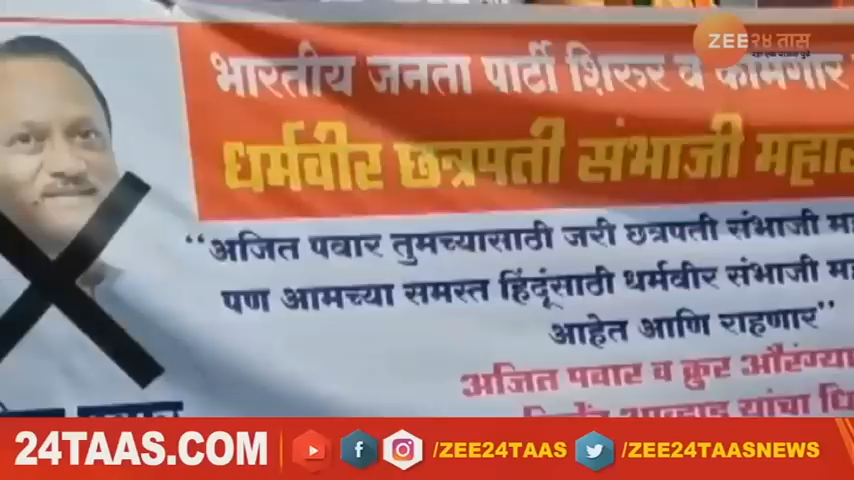 ZEE २४ तास
भारतीय जनता पार्टी शिरुर व कामगार
धर्मवीर छत्रपती संभाजी
“अजित पवार तुमच्यासाठी जरी छत्रपती संभाजी
पण आमच्या समस्त हिंदूंसाठी धर्मवीर संभाजी
आहेत आणि राहणार”
अजित पवार व क्रुर
यांचा
24TAAS.COM /ZEE24TAAS /ZEE24TAASNEWS